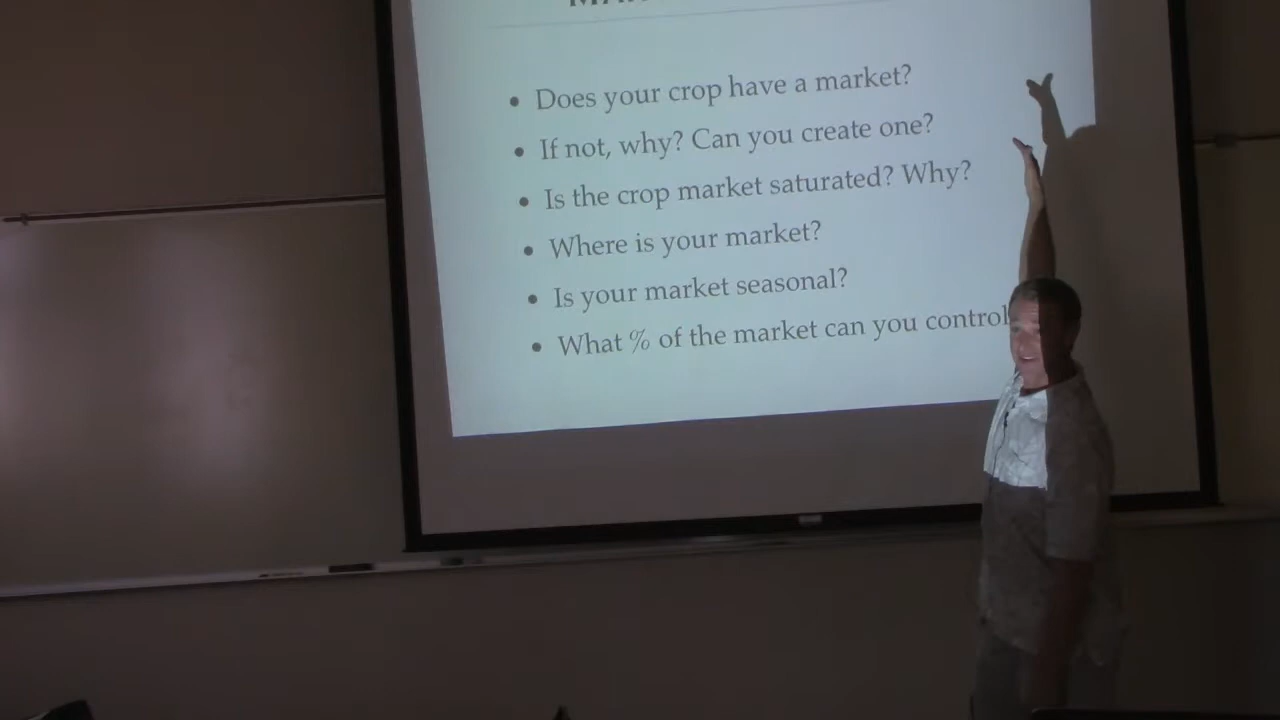 • Does your crop have a market?
• If not, why? Can you create one?
• Is the crop market saturated? Why?
• Where is your market?
• Is your market seasonal?
• What % of the market can you control